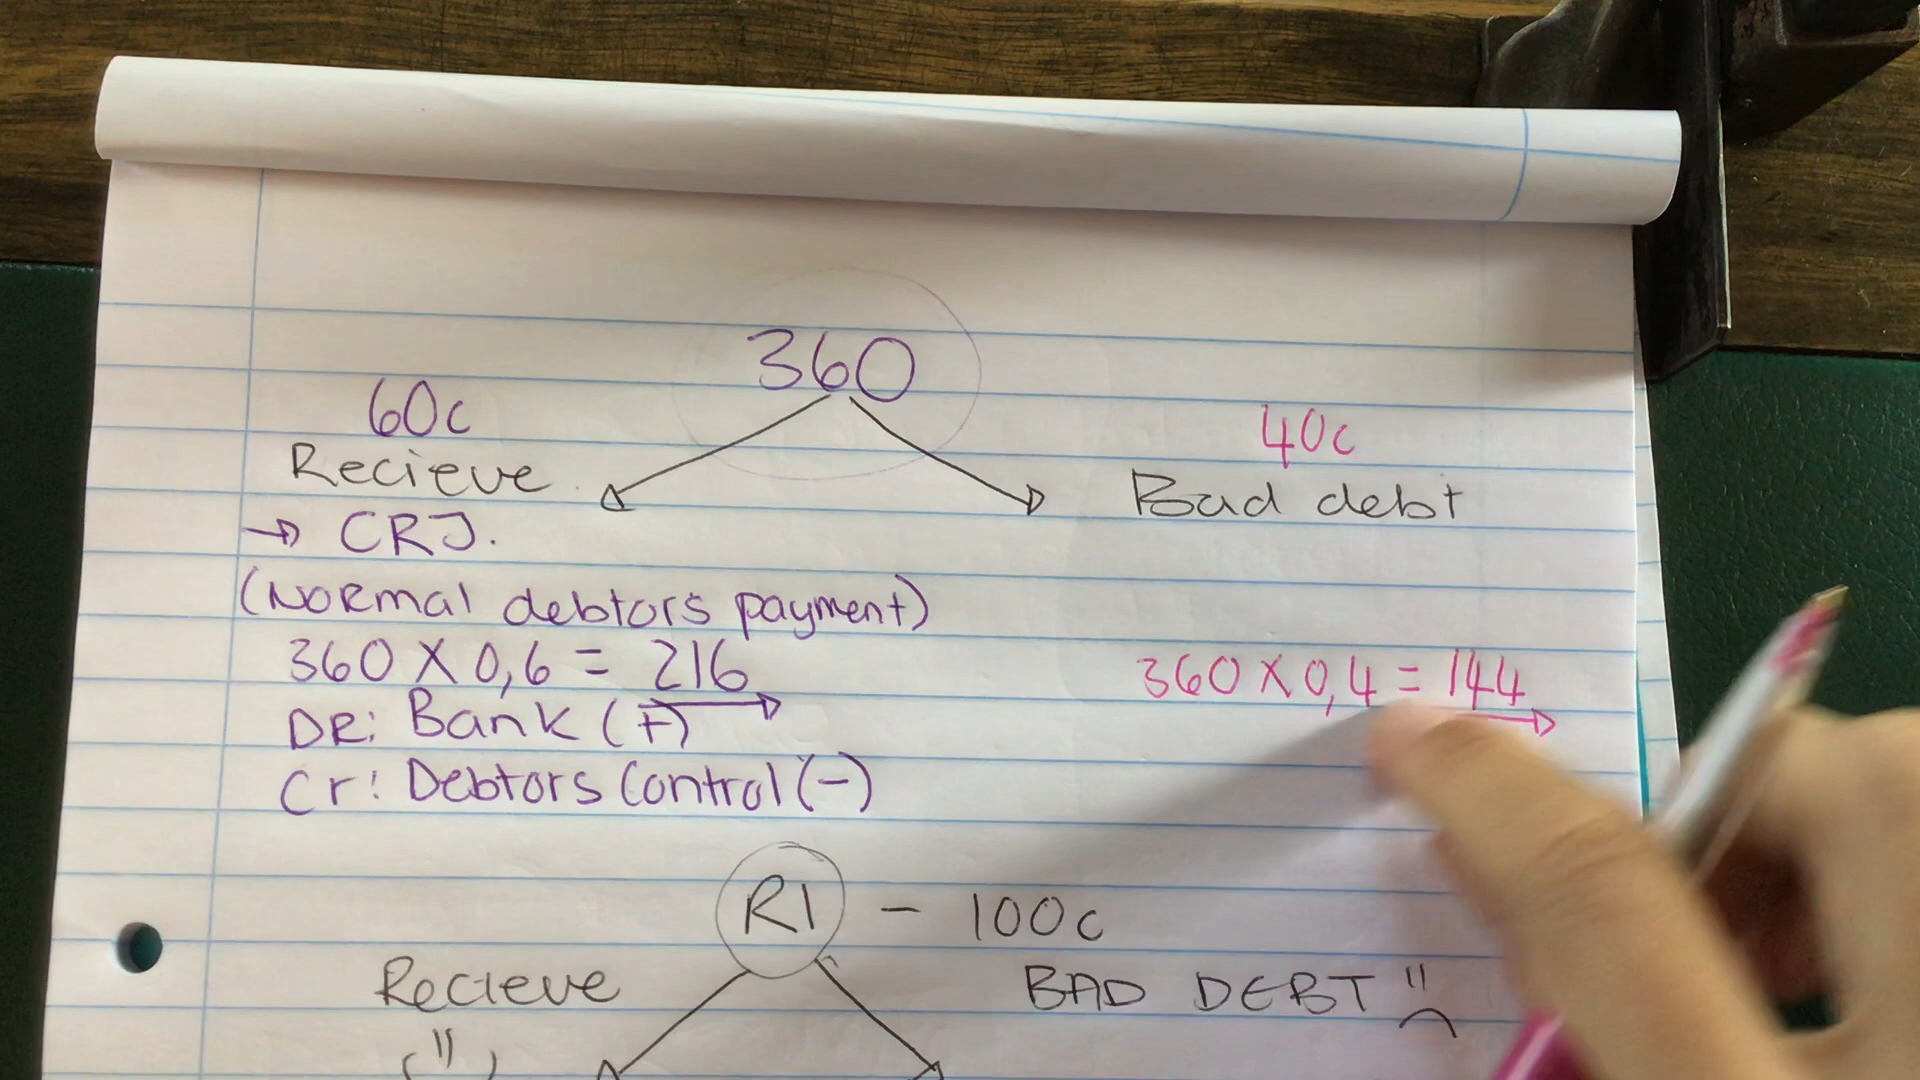 360
60c
40c
Recieve
Bad debt
→ CRJ.
(Normal debtors payment)
360 X 0,6 = 216
360 X 0,4 = 144
DR: Bank (+)
Cr: Debtors Control (-)
R1 - 100c
Recieve
BAD DEBT